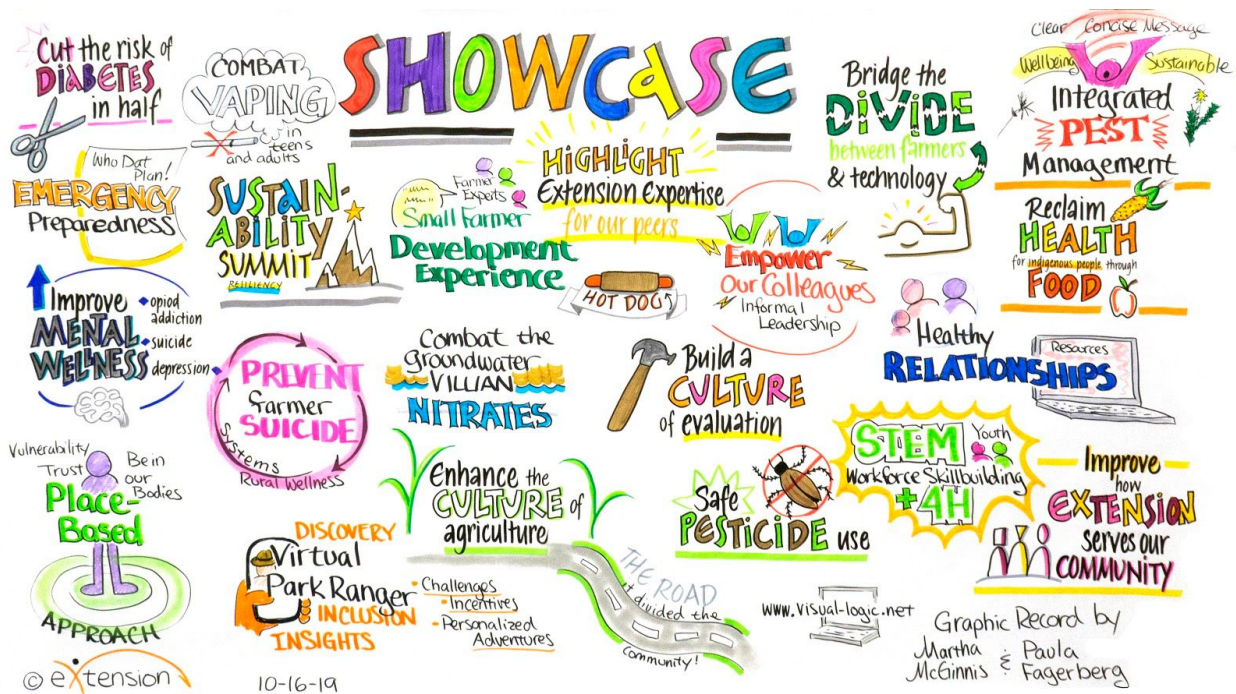 SHOWCASE
Cut the risk of
DIABETES
in half
COMBAT
VAPING
in
teens
and adults
Who Dat
Plan!
EMERGENCY
Preparedness
SUSTAIN-
ABILITY
SUMMIT
RESILIENCY
Farmer
Experts
Small Farmer
Development
Experience
HIGHLIGHT
Extension Expertise
for our peers
HOT DOG
Empower
Our Colleagues
Informal
Leadership
Bridge the
DIVIDE
between farmers
& technology
Clear Concise Message
Wellbeing
Sustainable
Integrated
PEST
Management
Reclaim
HEALTH
for indigenous people through
FOOD
Improve
MENTAL
WELLNESS
opiod
addiction
suicide
depression
PREVENT
farmer
SUICIDE
Systems
Rural Wellness
Combat the
groundwater
VILLIAN
NITRATES
Build a
CULTURE
of evaluation
Healthy
RELATIONSHIPS
Resources
Vulnerability
Trust
Be in
our
Bodies
Place-
Based
APPROACH
Enhance the
CULTURE of
agriculture
Safe
PESTICIDE use
STEM
Youth
Workforce Skillbuilding
+4H
Improve
how
EXTENSION
serves our
COMMUNITY
DISCOVERY
Virtual
Park Ranger
INCLUSION
INSIGHTS
• Challenges
• Incentives
• Personalized
Adventures
THE ROAD
it divided the
community!
www.visual-logic.net
Graphic Record by
Martha & Paula
McGinnis Fagerberg
© eXtension
10-16-19